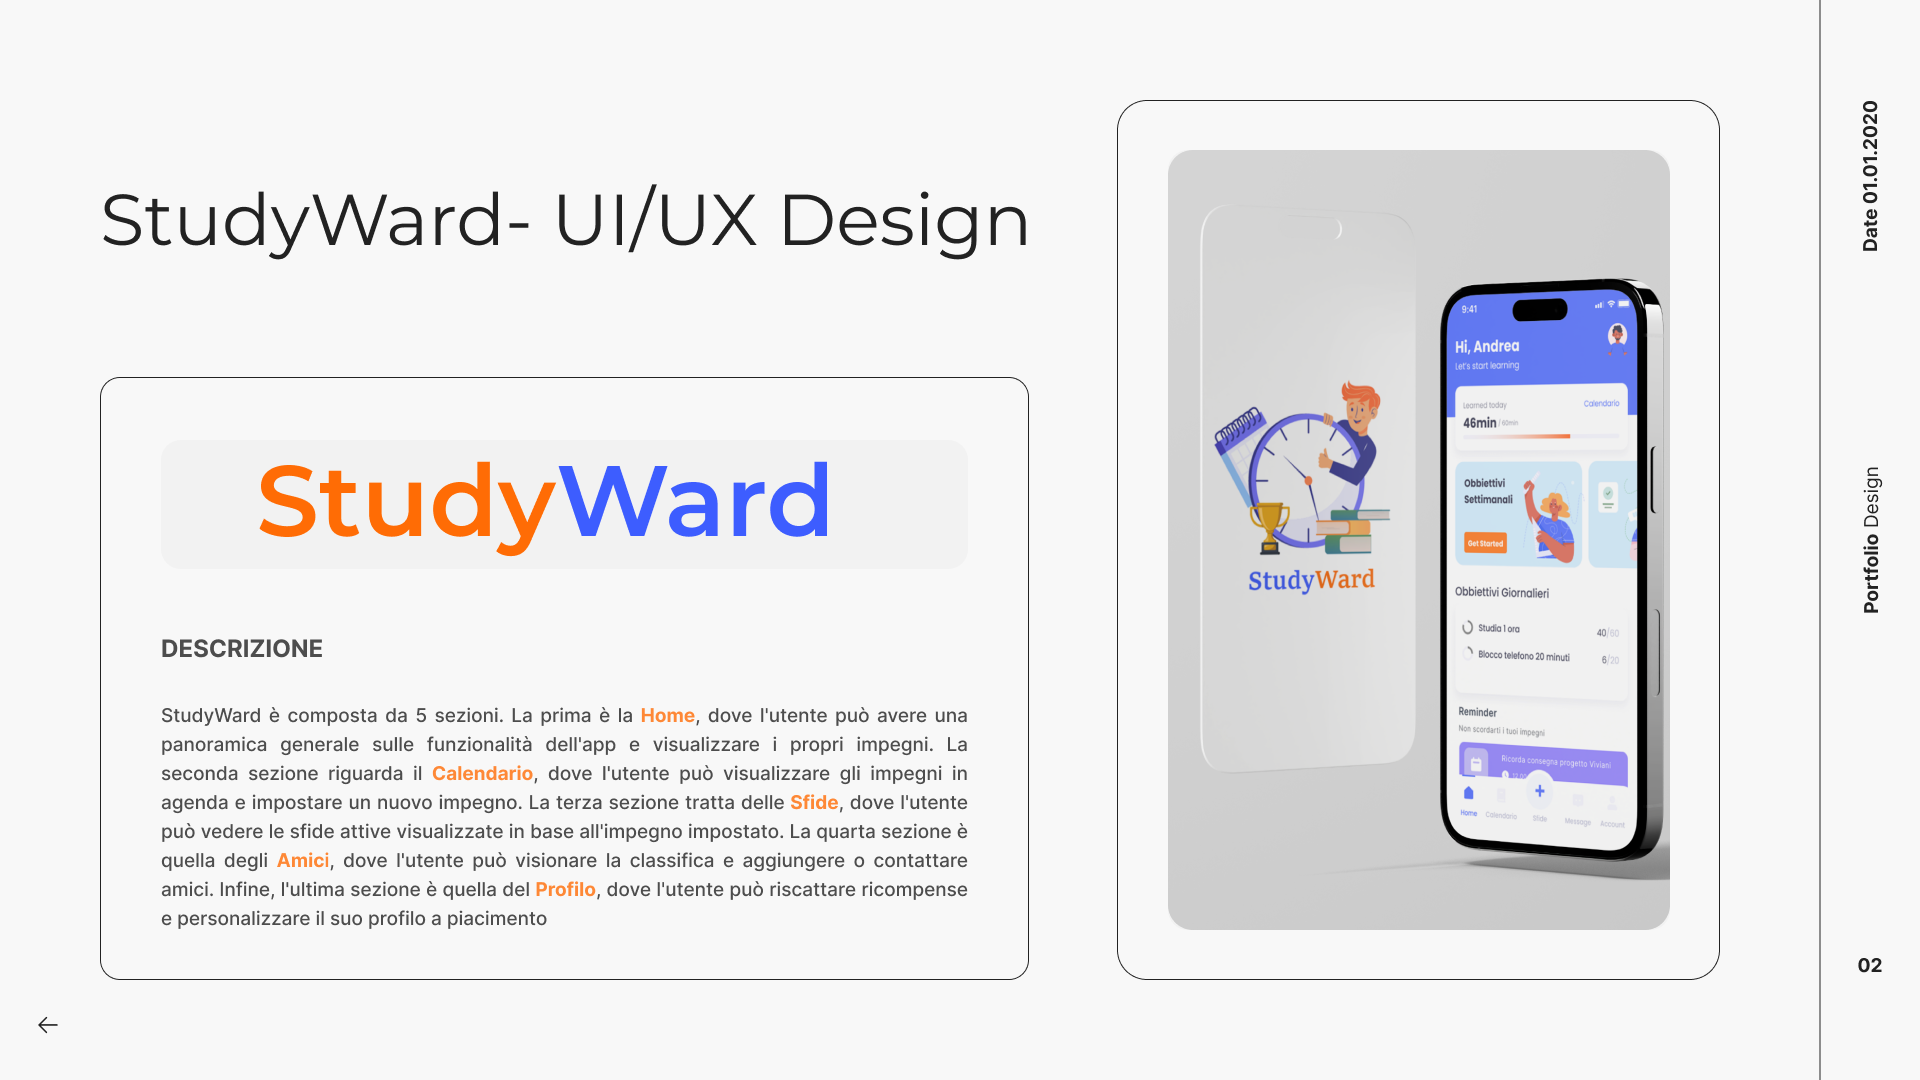 StudyWard- UI/UX Design
StudyWard
DESCRIZIONE
StudyWard è composta da 5 sezioni. La prima è la Home, dove l'utente può avere una
panoramica generale sulle funzionalità dell'app e visualizzare i propri impegni. La
seconda sezione riguarda il Calendario, dove l'utente può visualizzare gli impegni in
agenda e impostare un nuovo impegno. La terza sezione tratta delle Sfide, dove l'utente
può vedere le sfide attive visualizzate in base all'impegno impostato. La quarta sezione è
quella degli Amici, dove l'utente può visionare la classifica e aggiungere o contattare
amici. Infine, l'ultima sezione è quella del Profilo, dove l'utente può riscattare ricompense
e personalizzare il suo profilo a piacimento
StudyWard
9:41
Hi, Andrea
Let's start learning
Learned today
Calendario
46min / 60min
Obbiettivi
Settimanali
Get Started
Obbiettivi Giornalieri
Studia 1 ora 40/60
Blocco telefono 20 minuti 6/20
Reminder
Non scordarti i tuoi impegni
Ricorda consegna progetto Viviani
Home Calendario Sfide Message Account
Date 01.01.2020
Portfolio Design
02